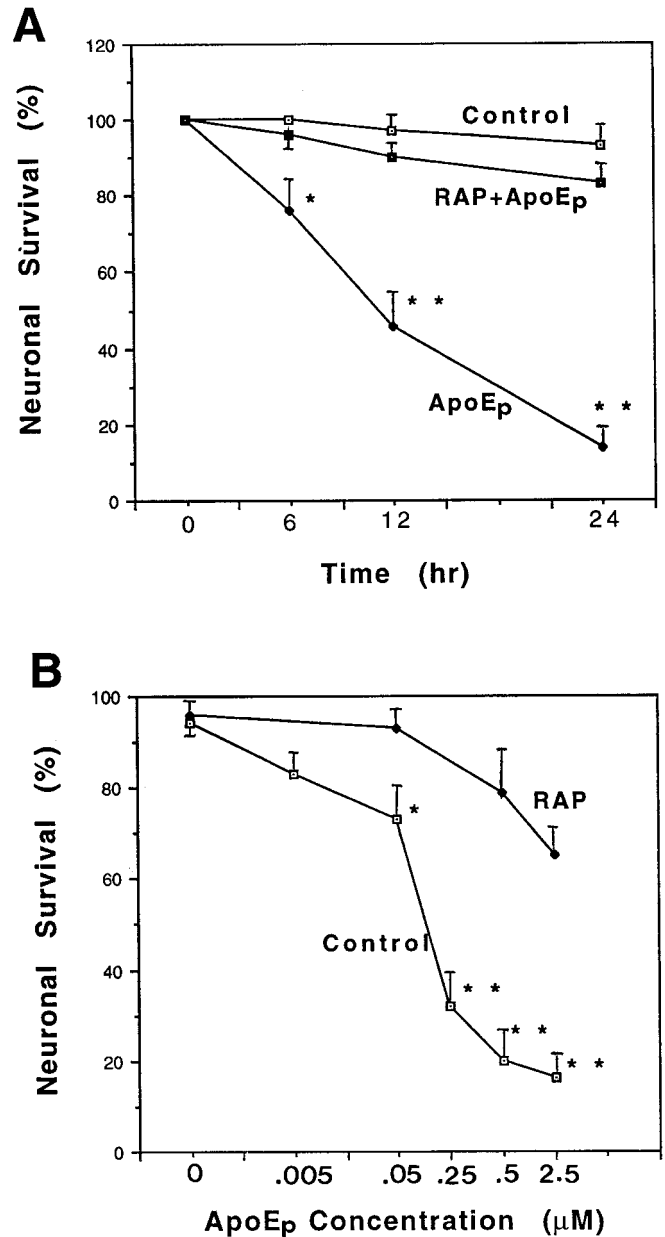 A
120
100
80
60
40
20
0
Neuronal Survival (%)
Control
RAP+ApoEp
ApoEp
*
* *
* *
0 6 12 24
Time (hr)
B
100
80
60
40
20
0
Neuronal Survival (%)
RAP
Control
*
* *
* *
* *
0 .005 .05 .25 .5 2.5
ApoEp Concentration (μM)